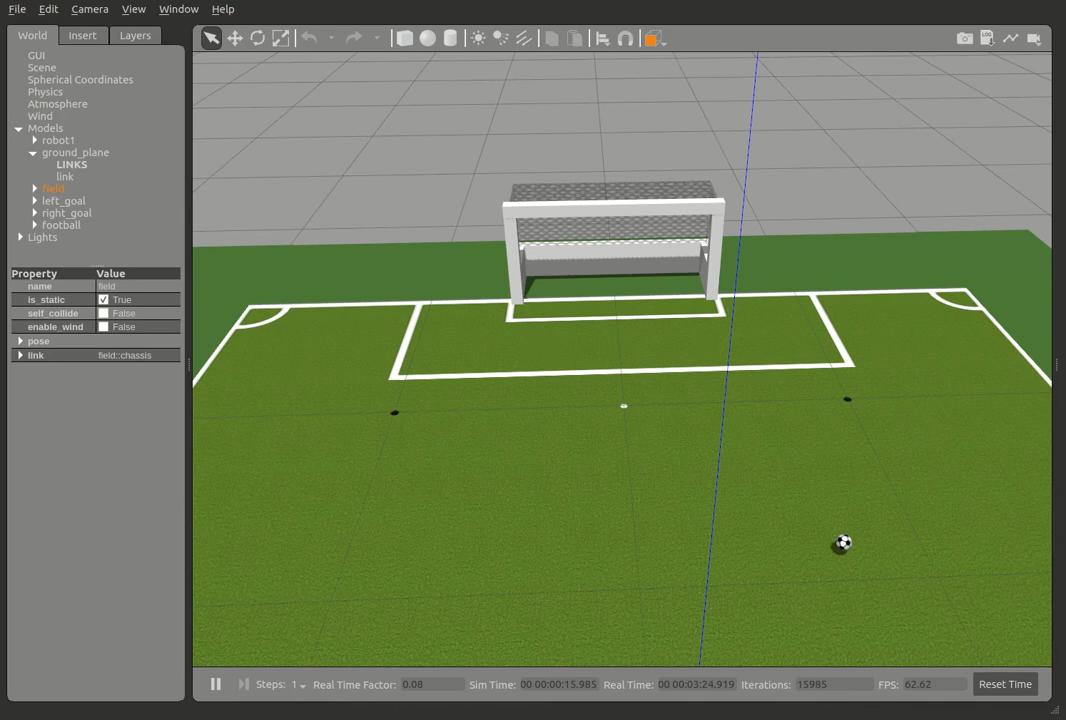 File Edit Camera View Window Help
World Insert Layers
GUI
Scene
Spherical Coordinates
Physics
Atmosphere
Wind
Models
robot1
ground_plane
LINKS
link
field
left_goal
right_goal
football
Lights
Property Value
name field
is_static True
self_collide False
enable_wind False
pose
link field::chassis
LOG
Steps: 1 Real Time Factor: 0.08 Sim Time: 00 00:00:15.985 Real Time: 00 00:03:24.919 Iterations: 15985 FPS: 62.62 Reset Time